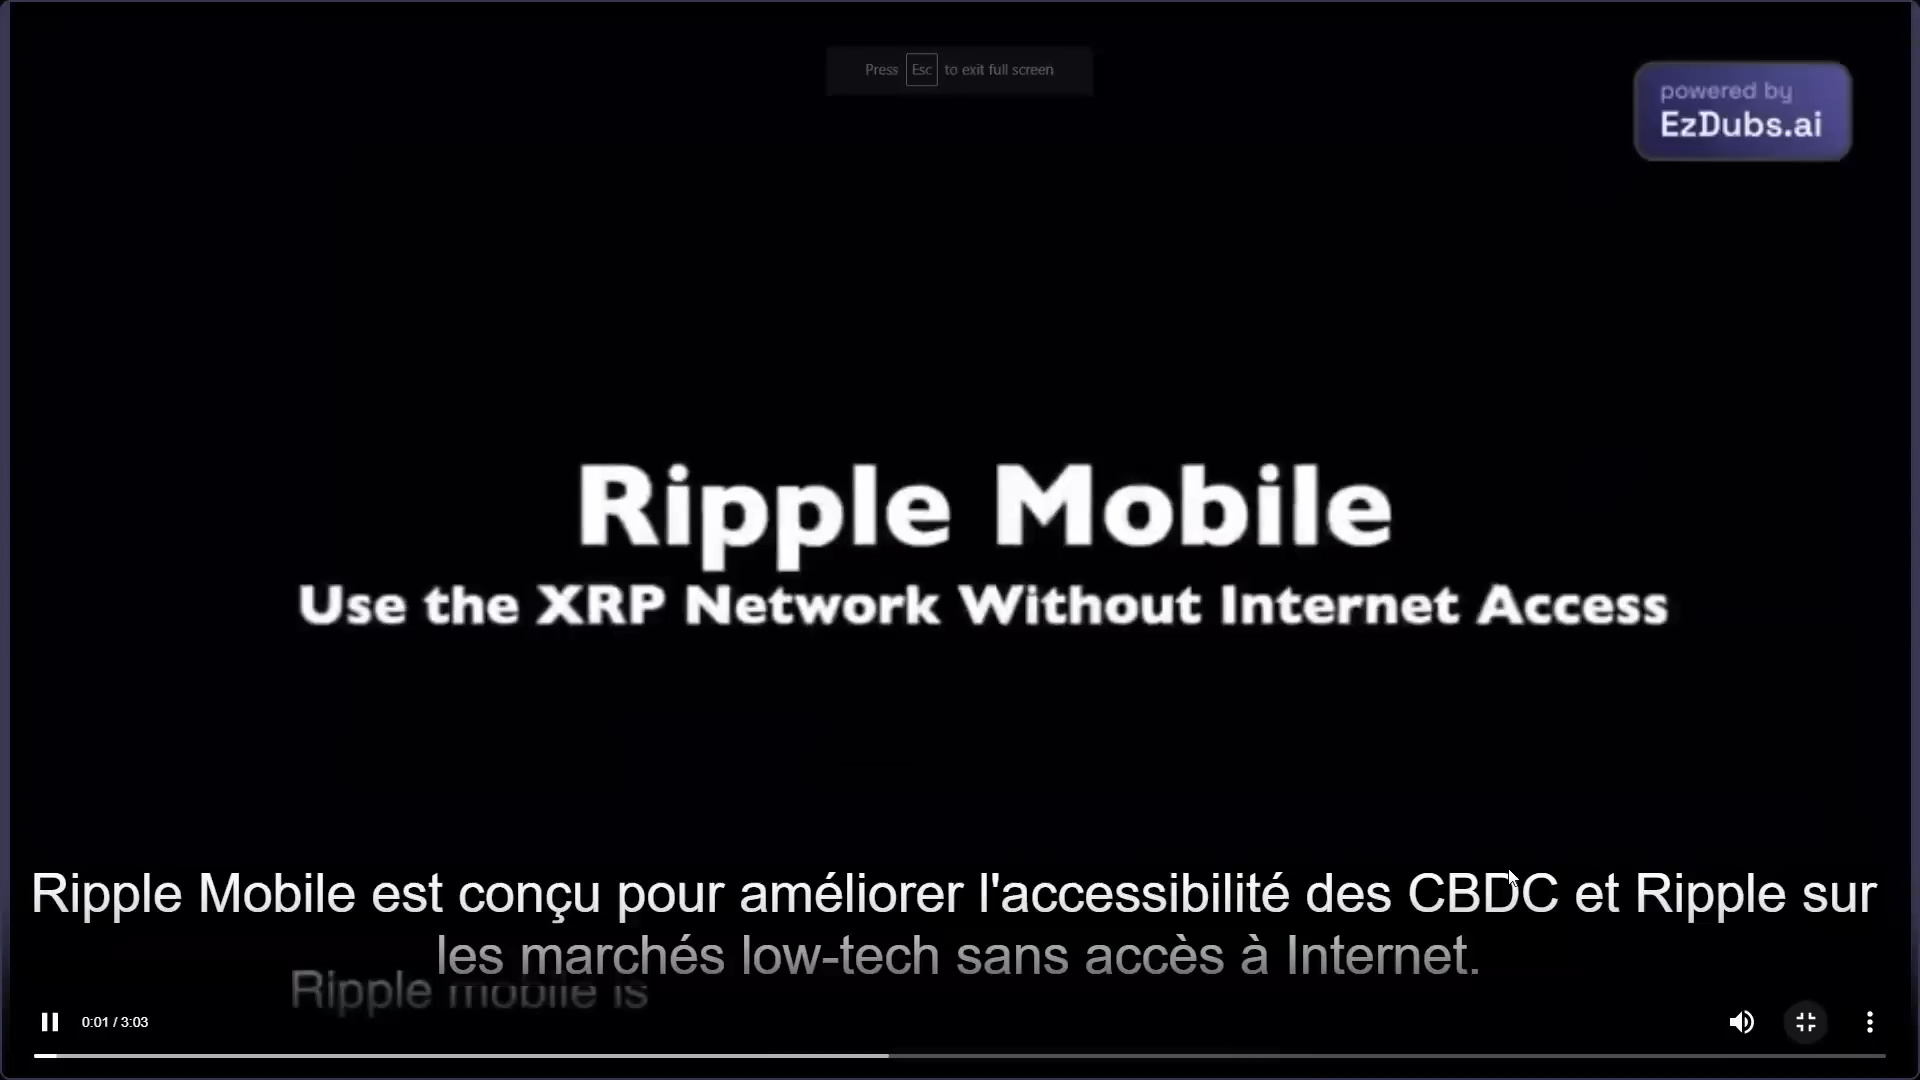 Press Esc to exit full screen
powered by
EzDubs.ai
Ripple Mobile
Use the XRP Network Without Internet Access
Ripple Mobile est conçu pour améliorer l'accessibilité des CBDC et Ripple sur
les marchés low-tech sans accès à Internet.
Ripple mobile is
0:01 / 3:03